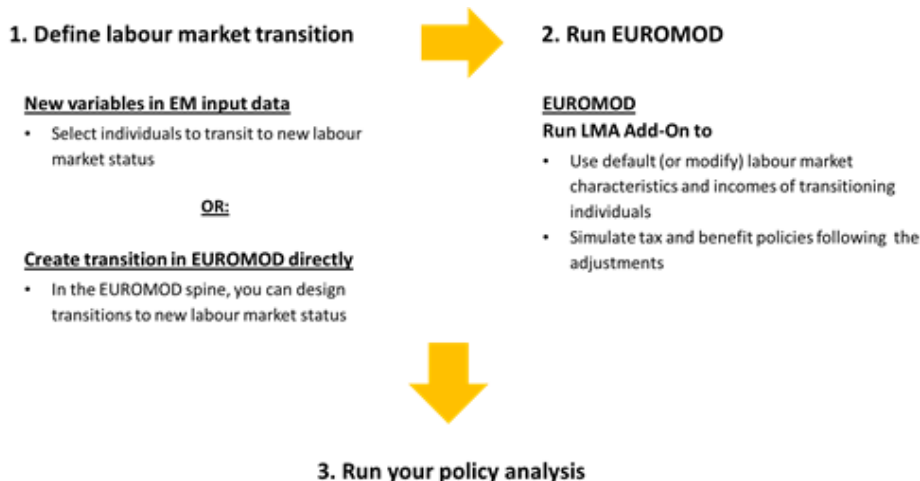 1. Define labour market transition
New variables in EM input data
• Select individuals to transit to new labour
market status
OR:
Create transition in EUROMOD directly
• In the EUROMOD spine, you can design
transitions to new labour market status
2. Run EUROMOD
EUROMOD
Run LMA Add-On to
• Use default (or modify) labour market
characteristics and incomes of transitioning
individuals
• Simulate tax and benefit policies following the
adjustments
3. Run your policy analysis